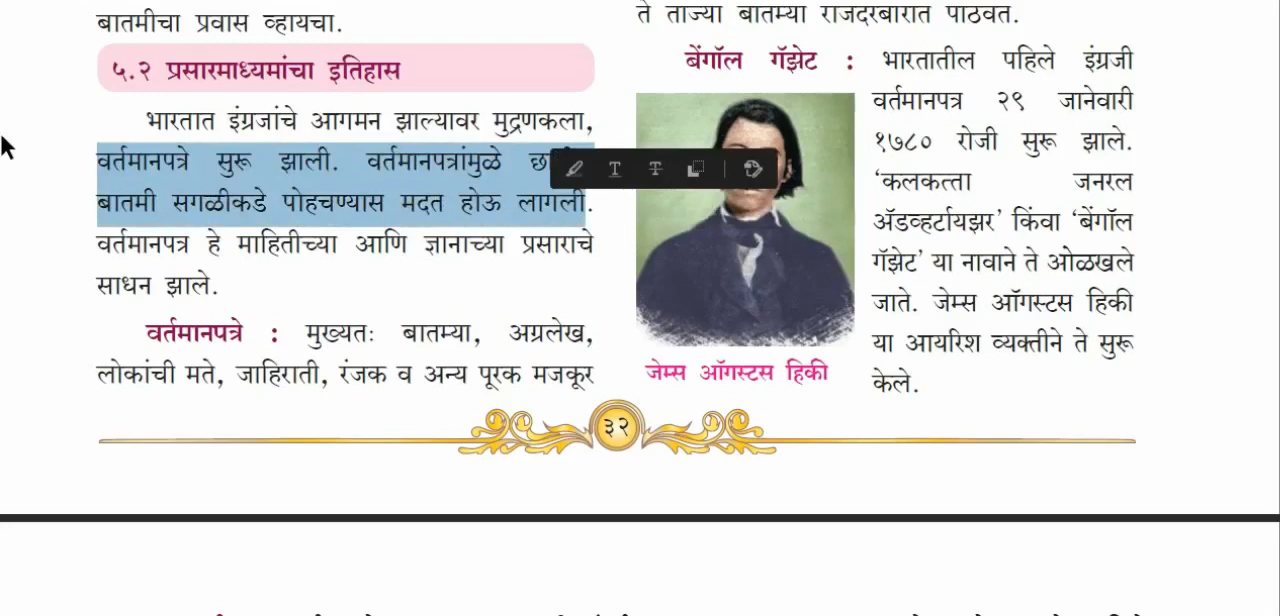 बातमीचा प्रवास व्हायचा.
५.२ प्रसारमाध्यमांचा इतिहास
भारतात इंग्रजांचे आगमन झाल्यावर मुद्रणकला,
वर्तमानपत्रे सुरू झाली. वर्तमानपत्रांमुळे
बातमी सगळीकडे पोहचण्यास मदत होऊ लागली.
वर्तमानपत्र हे माहितीच्या आणि ज्ञानाच्या प्रसाराचे
साधन झाले.
वर्तमानपत्रे : मुख्यतः बातम्या, अग्रलेख,
लोकांची मते, जाहिराती, रंजक व अन्य पूरक मजकूर
ते ताज्या बातम्या राजदरबारात पाठवत.
बेंगॉल गॅझेट : भारतातील पहिले इंग्रजी
वर्तमानपत्र २९ जानेवारी
१७८० रोजी सुरू झाले.
‘कलकत्ता जनरल
ॲडव्हर्टायझर’ किंवा ‘बेंगॉल
गॅझेट’ या नावाने ते ओळखले
जाते. जेम्स ऑगस्टस हिकी
या आयरिश व्यक्तीने ते सुरू
केले.
जेम्स ऑगस्टस हिकी
३२